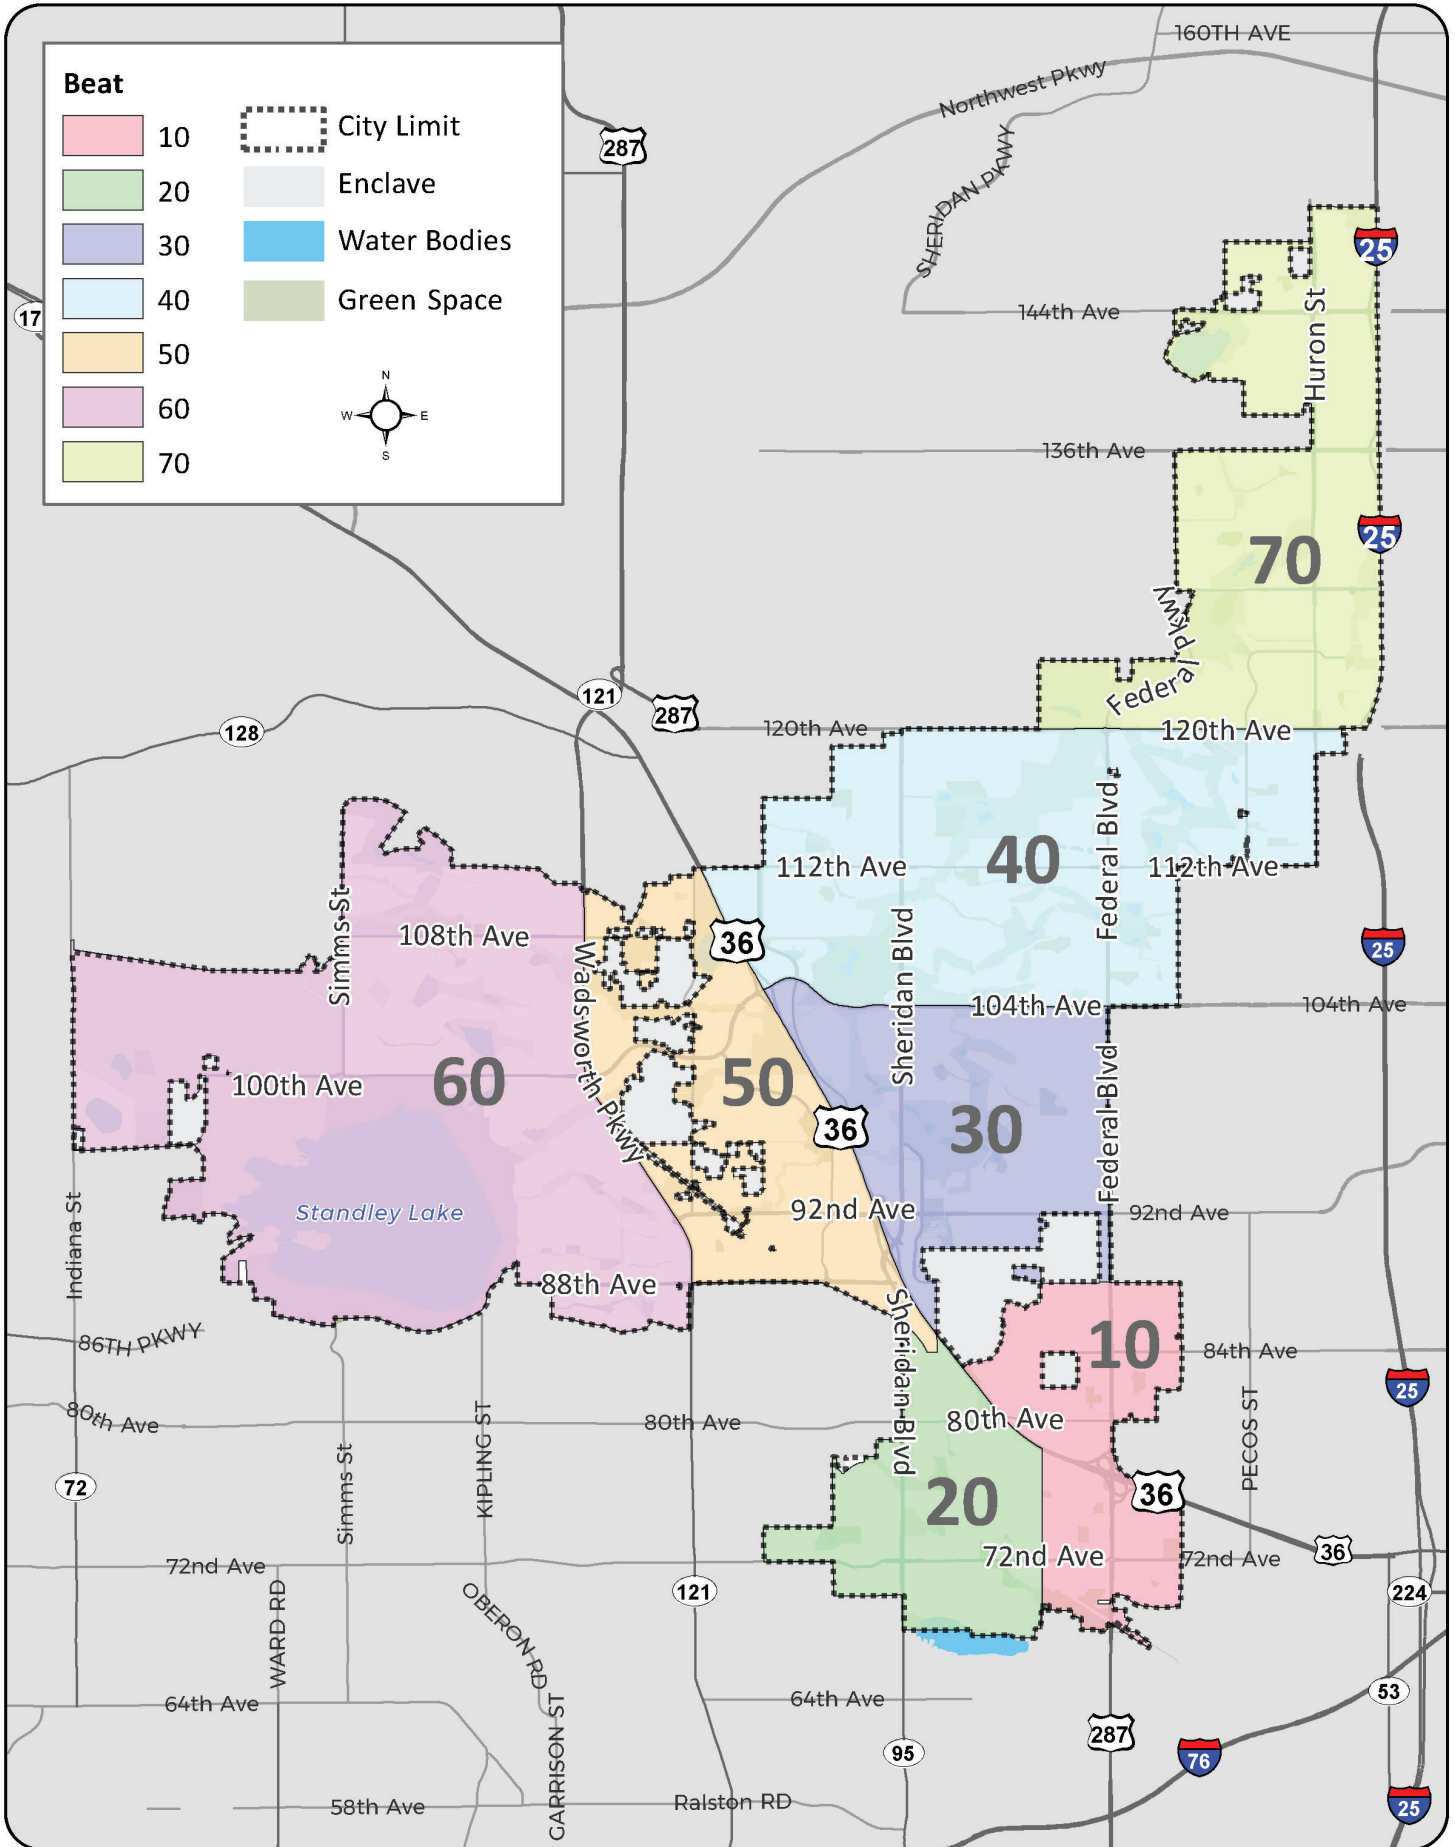 Beat
10
20
30
40
50
60
70
City Limit
Enclave
Water Bodies
Green Space
N
W
E
S
160TH AVE
Northwest Pkwy
287
SHERIDAN PKWY
25
17
144th Ave
Huron St
136th Ave
25
70
Federal Pkwy
121
287
128
120th Ave
120th Ave
Federal Blvd
40
112th Ave
112th Ave
Simms St
108th Ave
36
Wadsworth Pkwy
Sheridan Blvd
25
104th Ave
104th Ave
60
50
100th Ave
Federal Blvd
36
30
Standley Lake
92nd Ave
92nd Ave
Indiana St
88th Ave
Sheridan Blvd
86TH PKWY
10
84th Ave
25
80th Ave
80th Ave
80th Ave
KIPLING ST
PECOS ST
72
Simms St
20
36
36
72nd Ave
72nd Ave
72nd Ave
WARD RD
OBERON RD
121
224
64th Ave
64th Ave
53
GARRISON ST
95
287
76
58th Ave
Ralston RD
25